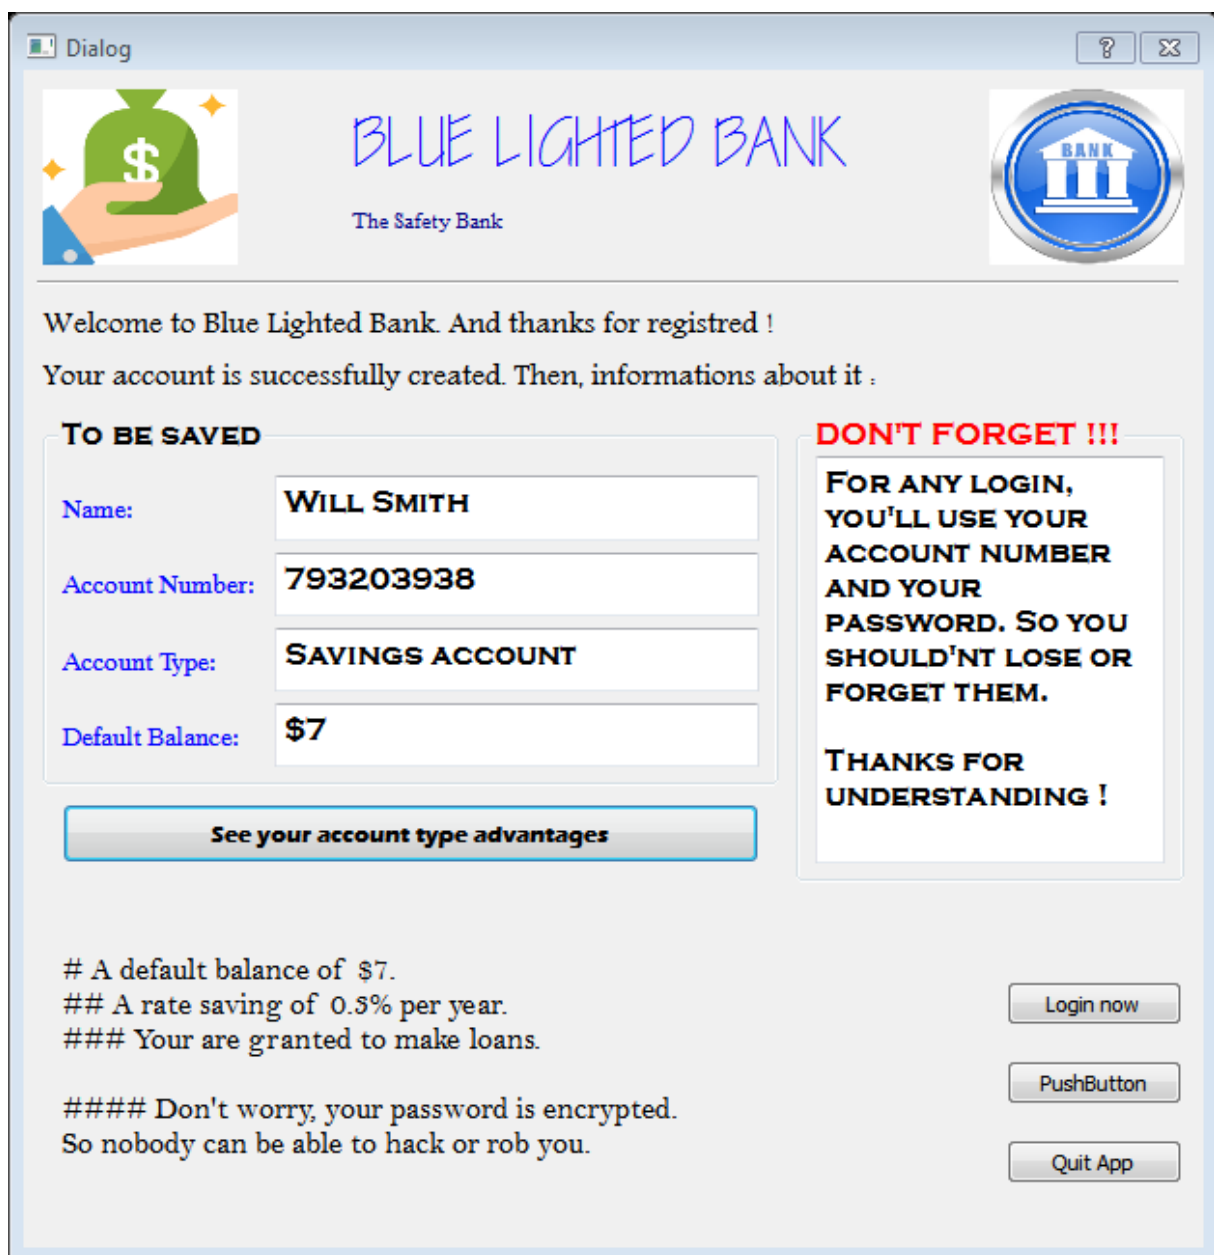 Dialog
BLUE LIGHTED BANK
BANK
The Safety Bank
Welcome to Blue Lighted Bank. And thanks for registred !
Your account is successfully created. Then, informations about it :
TO BE SAVED
Name:
WILL SMITH
Account Number:
793203938
Account Type:
SAVINGS ACCOUNT
Default Balance:
$7
See your account type advantages
DON'T FORGET !!!
FOR ANY LOGIN,
YOU'LL USE YOUR
ACCOUNT NUMBER
AND YOUR
PASSWORD. SO YOU
SHOULD'NT LOSE OR
FORGET THEM.
THANKS FOR
UNDERSTANDING !
# A default balance of $7.
## A rate saving of 0.5% per year.
### Your are granted to make loans.
#### Don't worry, your password is encrypted.
So nobody can be able to hack or rob you.
Login now
PushButton
Quit App